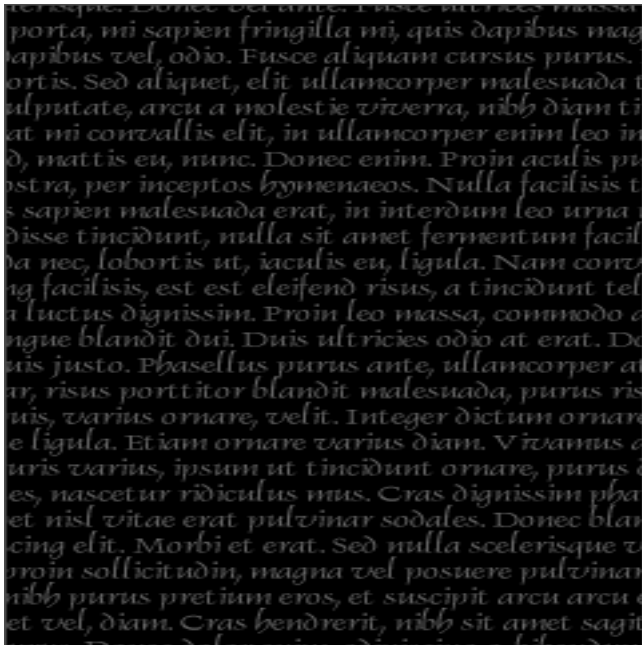 Donec vel ante. Fusce ultrices massa
porta, mi sapien fringilla mi, quis dapibus mag
apibus vel, odio. Fusce aliquam cursus purus.
ortis. Sed aliquet, elit ullamcorper malesuada t
ulputate, arcu a molestie viverra, nibh diam ti
at mi convallis elit, in ullamcorper enim leo in
d, mattis eu, nunc. Donec enim. Proin aculis pu
ostra, per inceptos hymenaeos. Nulla facilisis t
s sapien malesuada erat, in interdum leo urna
disse tincidunt, nulla sit amet fermentum facil
da nec, lobortis ut, iaculis eu, ligula. Nam conv
ng facilisis, est est eleifend risus, a tincidunt tel
a luctus dignissim. Proin leo massa, commodo a
ngue blandit dui. Duis ultricies odio at erat. Do
uis justo. Phasellus purus ante, ullamcorper at
ar, risus porttitor blandit malesuada, purus ris
uis, varius ornare, velit. Integer dictum ornare
e ligula. Etiam ornare varius diam. Vivamus a
uris varius, ipsum ut tincidunt ornare, purus
es, nascetur ridiculus mus. Cras dignissim pha
et nisl vitae erat pulvinar sodales. Donec blan
cing elit. Morbi et erat. Sed nulla scelerisque v
proin sollicitudin, magna vel posuere pulvinar
nibh purus pretium eros, et suscipit arcu arcu
et vel, diam. Cras hendrerit, nibh sit amet sagit